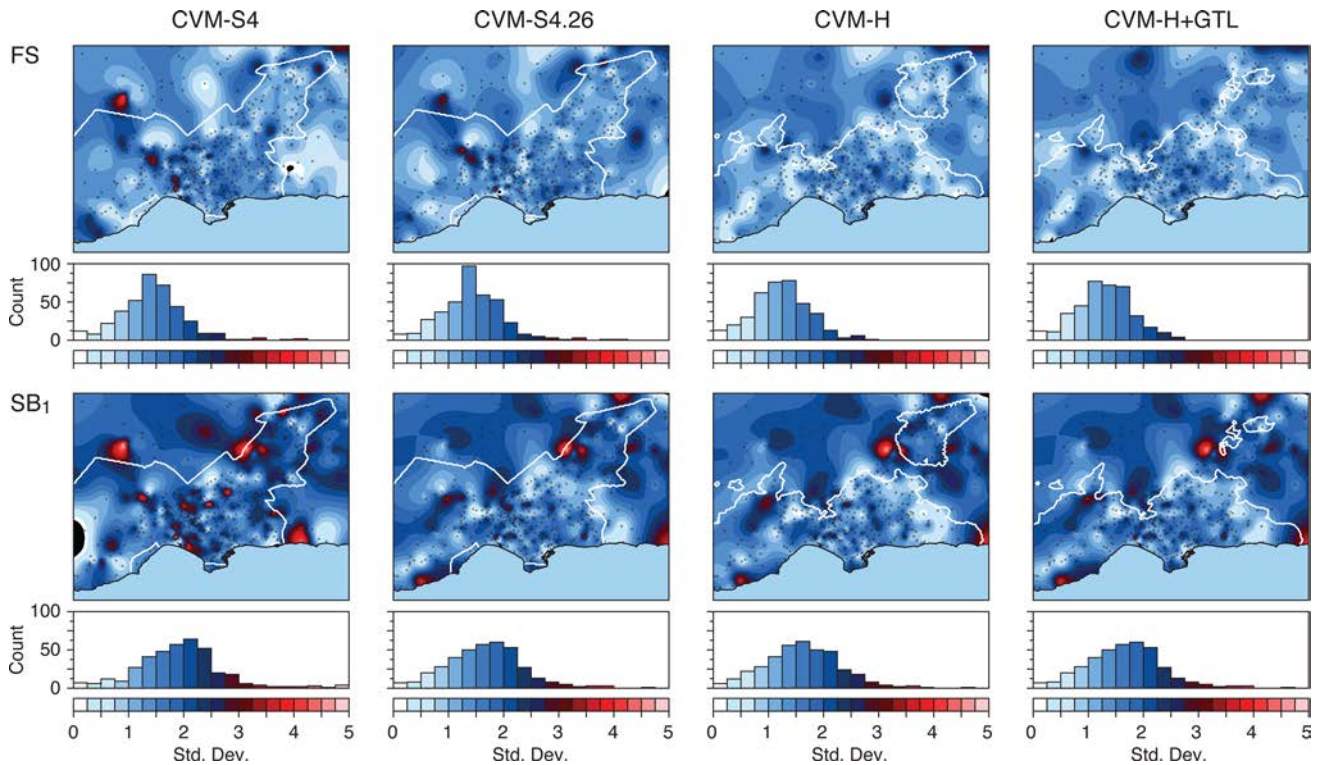 CVM-S4 CVM-S4.26 CVM-H CVM-H+GTL
FS
100
50
0
Count
SB1
100
50
0
Count
0 1 2 3 4 5 0 1 2 3 4 5 0 1 2 3 4 5 0 1 2 3 4 5
Std. Dev. Std. Dev. Std. Dev. Std. Dev.